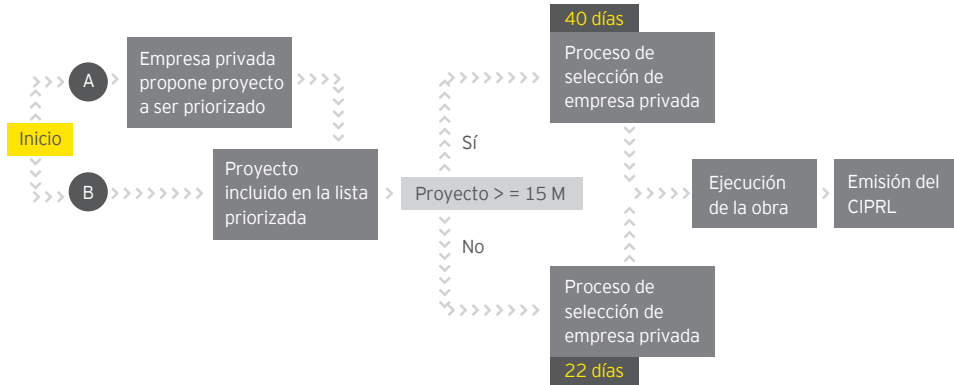 Inicio
A
Empresa privada
propone proyecto
a ser priorizado
B
Proyecto
incluido en la lista
priorizada
Proyecto > = 15 M
Sí
40 días
Proceso de
selección de
empresa privada
No
Proceso de
selección de
empresa privada
22 días
Ejecución
de la obra
Emisión del
CIPRL